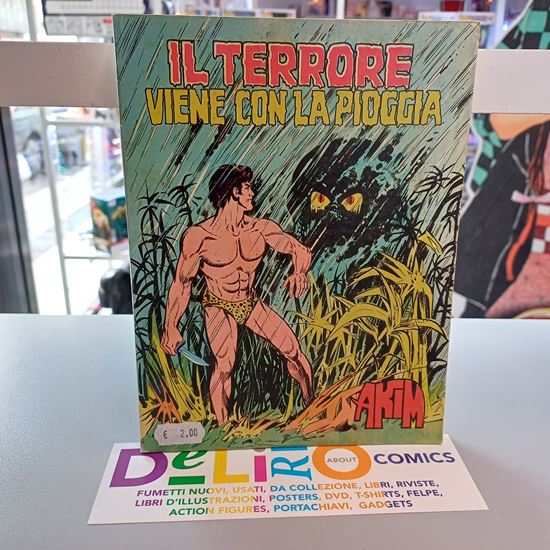 IL TERRORE
VIENE CON LA PIOGGIA
AKIM
€ 2,00
DeLiRiO ABOUT COMICS
FUMETTI NUOVI, USATI, DA COLLEZIONE, LIBRI, RIVISTE,
LIBRI D'ILLUSTRAZIONI, POSTERS, DVD, T-SHIRTS, FELPE,
ACTION FIGURES, PORTACHIAVI, GADGETS